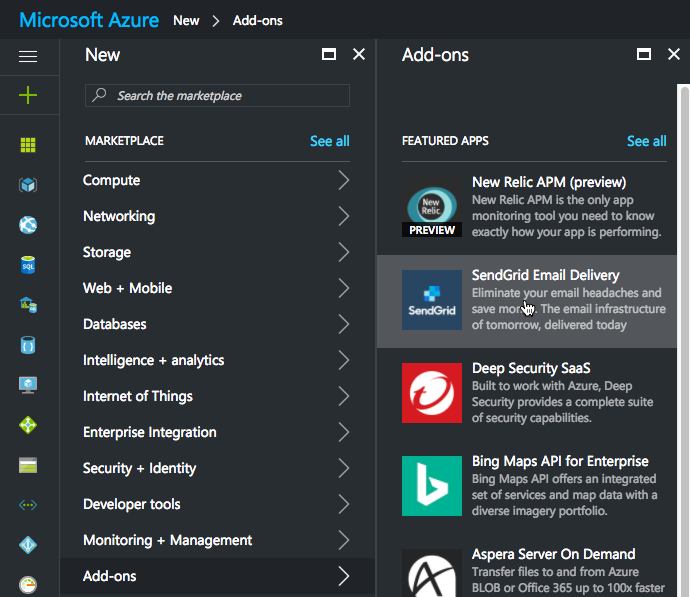 Microsoft Azure New > Add-ons
New
Search the marketplace
MARKETPLACE See all
Compute
Networking
Storage
Web + Mobile
Databases
Intelligence + analytics
Internet of Things
Enterprise Integration
Security + Identity
Developer tools
Monitoring + Management
Add-ons
Add-ons
FEATURED APPS See all
New Relic
PREVIEW
New Relic APM (preview)
New Relic APM is the only app
monitoring tool you need to know
exactly how your app is performing.
SendGrid
SendGrid Email Delivery
Eliminate your email headaches and
save The email infrastructure
of tomorrow, delivered today
Deep Security SaaS
Built to work with Azure, Deep
Security provides a complete suite
of security capabilities.
Bing Maps API for Enterprise
Bing Maps API offers an integrated
set of services and map data with a
diverse imagery portfolio.
Aspera Server On Demand
Transfer files to and from Azure
BLOB or Office 365 up to 100x faster
SQL